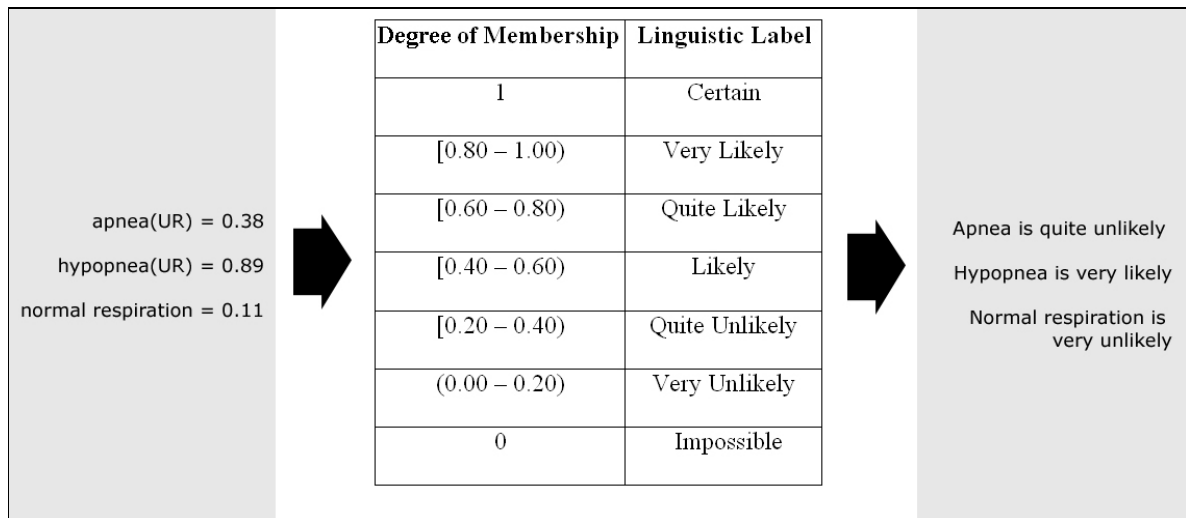 apnea(UR) = 0.38
hypopnea(UR) = 0.89
normal respiration = 0.11
Degree of Membership Linguistic Label
1 Certain
[0.80 – 1.00) Very Likely
[0.60 – 0.80) Quite Likely
[0.40 – 0.60) Likely
[0.20 – 0.40) Quite Unlikely
(0.00 – 0.20) Very Unlikely
0 Impossible
Apnea is quite unlikely
Hypopnea is very likely
Normal respiration is
very unlikely